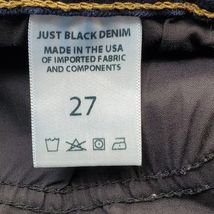 JUST BLACK DENIM
MADE IN THE USA
OF IMPORTED FABRIC
AND COMPONENTS
27